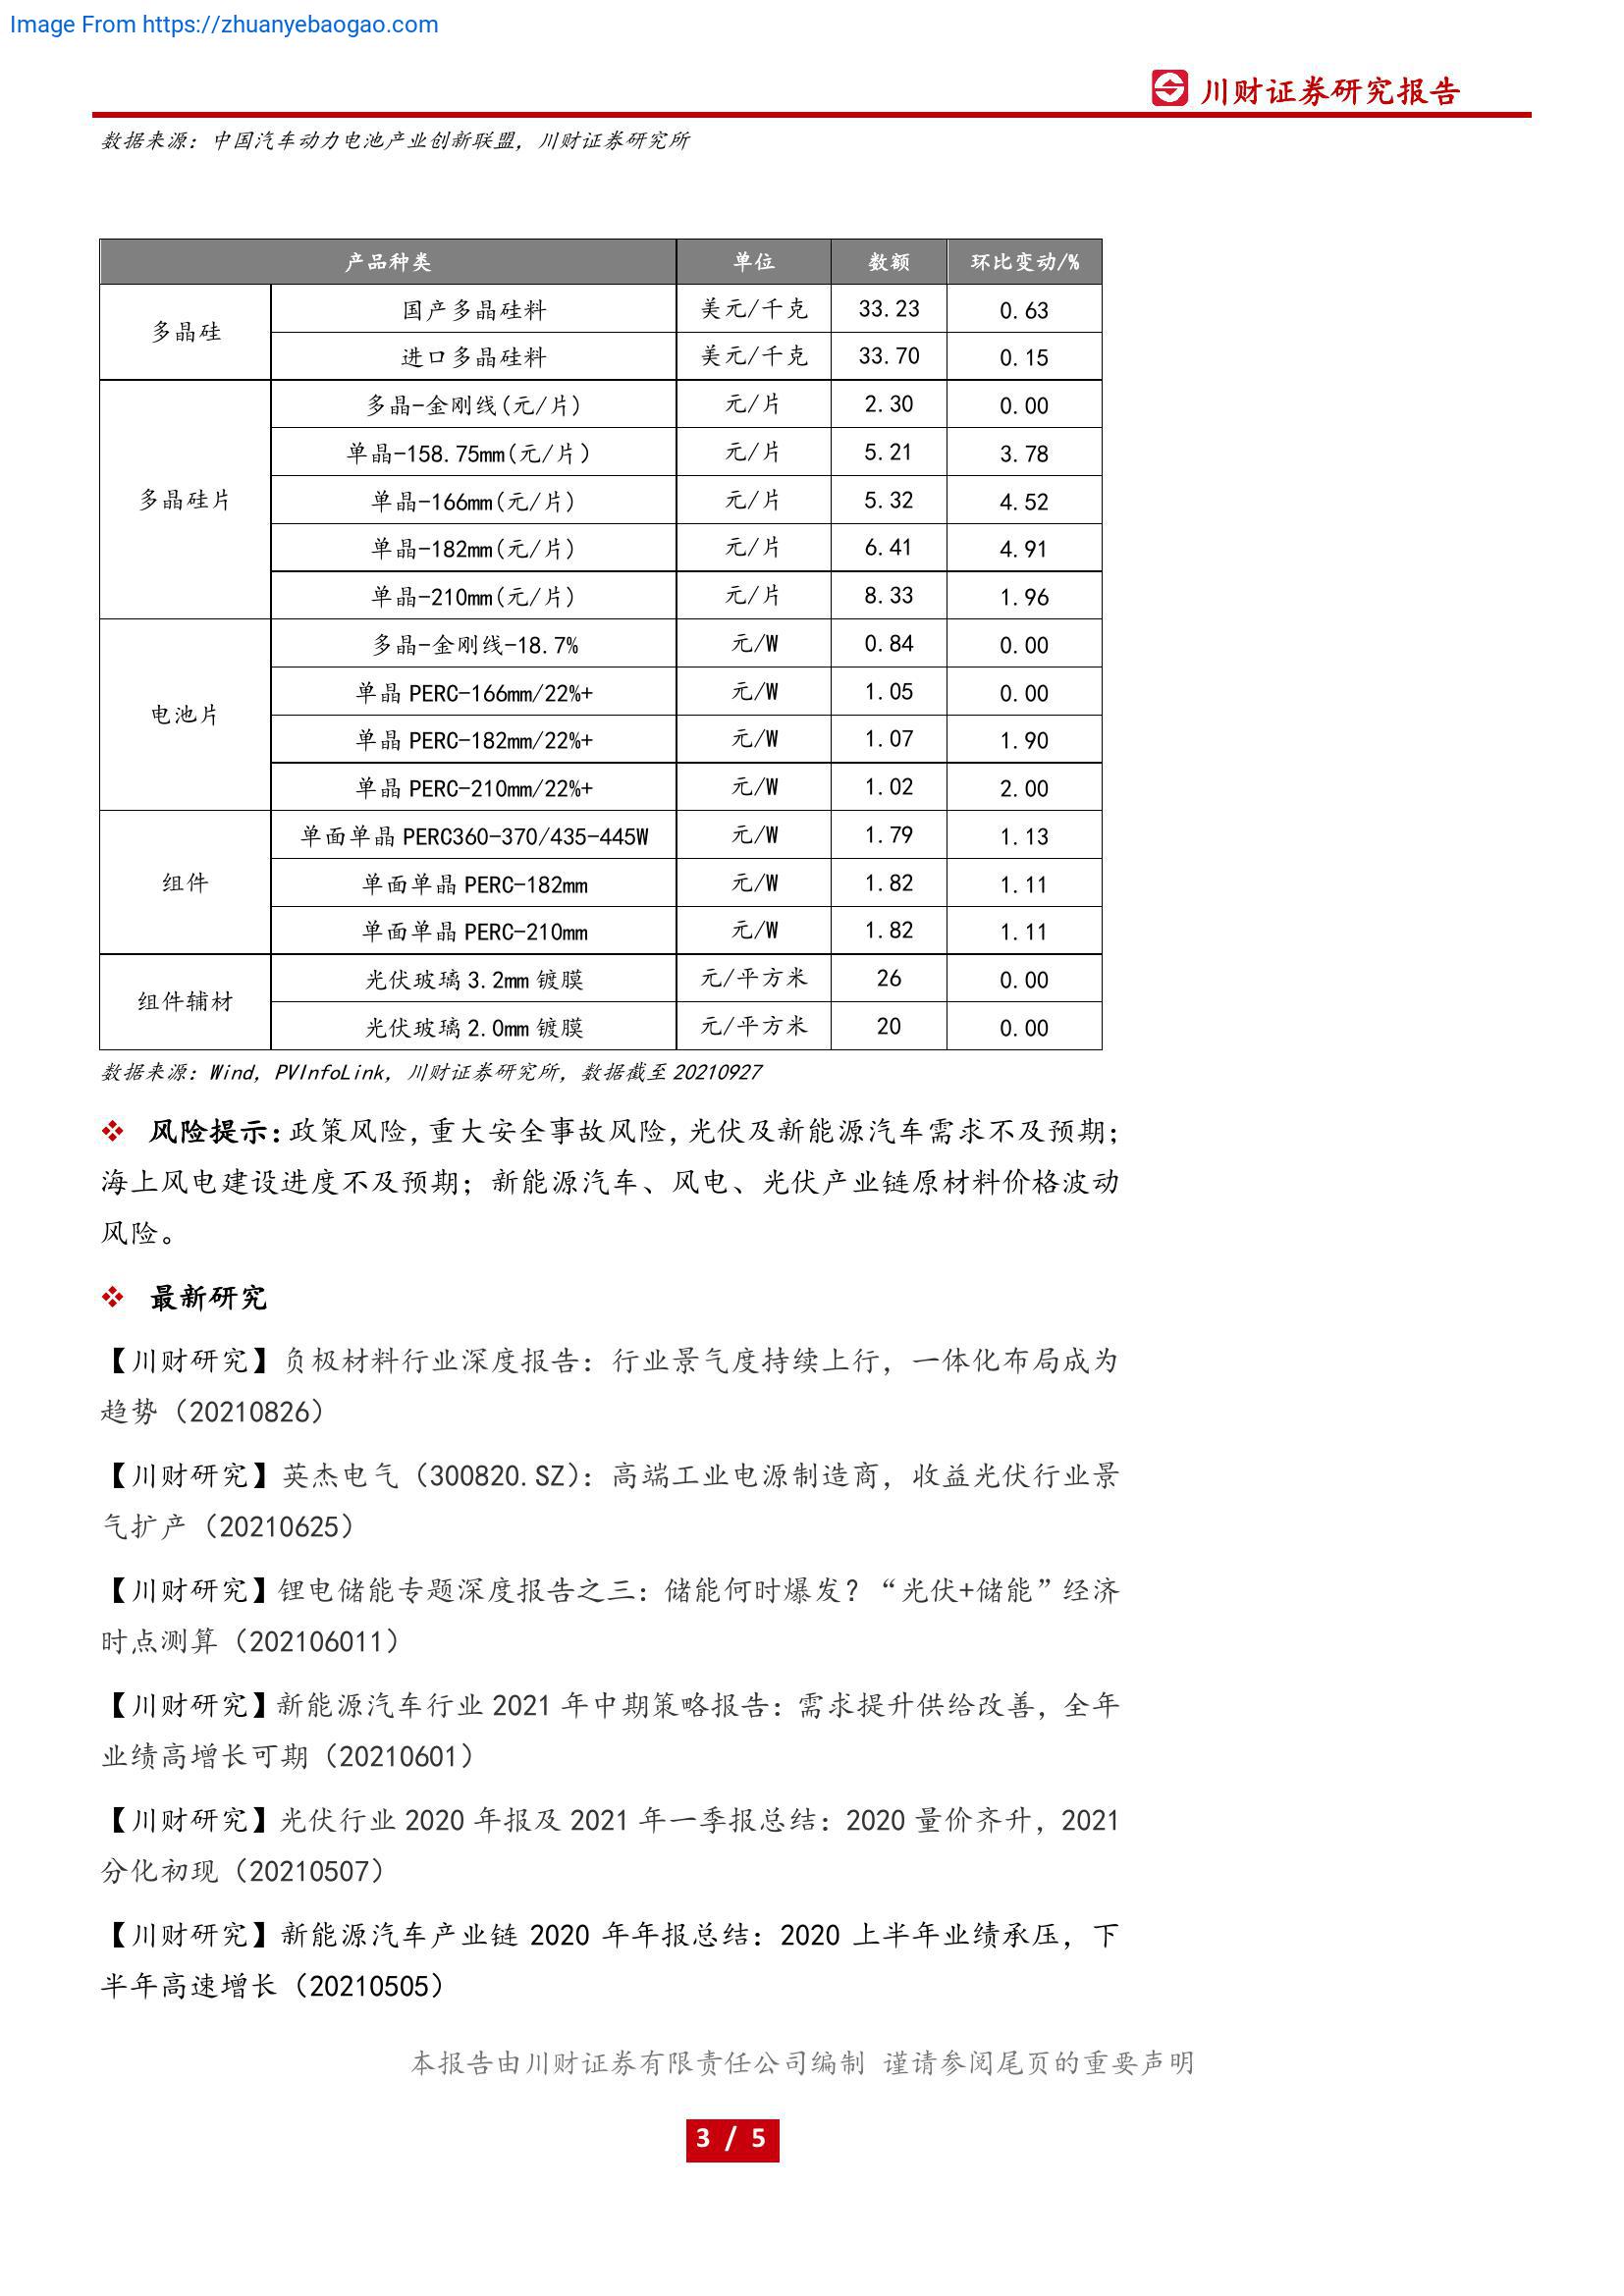 Image From https://zhuanyebaogao.com
川财证券研究报告
数据来源：中国汽车动力电池产业创新联盟，川财证券研究所
产品种类 单位 数额 环比变动/%
多晶硅 国产多晶硅料 美元/千克 33.23 0.63
进口多晶硅料 美元/千克 33.70 0.15
多晶硅片 多晶-金刚线(元/片) 元/片 2.30 0.00
单晶-158.75mm(元/片) 元/片 5.21 3.78
单晶-166mm(元/片) 元/片 5.32 4.52
单晶-182mm(元/片) 元/片 6.41 4.91
单晶-210mm(元/片) 元/片 8.33 1.96
电池片 多晶-金刚线-18.7% 元/W 0.84 0.00
单晶 PERC-166mm/22%+ 元/W 1.05 0.00
单晶 PERC-182mm/22%+ 元/W 1.07 1.90
单晶 PERC-210mm/22%+ 元/W 1.02 2.00
组件 单面单晶 PERC360-370/435-445W 元/W 1.79 1.13
单面单晶 PERC-182mm 元/W 1.82 1.11
单面单晶 PERC-210mm 元/W 1.82 1.11
组件辅材 光伏玻璃 3.2mm 镀膜 元/平方米 26 0.00
光伏玻璃 2.0mm 镀膜 元/平方米 20 0.00
数据来源：Wind，PVInfoLink，川财证券研究所，数据截至 20210927
❖ 风险提示：政策风险，重大安全事故风险，光伏及新能源汽车需求不及预期；
海上风电建设进度不及预期；新能源汽车、风电、光伏产业链原材料价格波动
风险。
❖ 最新研究
【川财研究】负极材料行业深度报告：行业景气度持续上行，一体化布局成为
趋势（20210826）
【川财研究】英杰电气（300820.SZ）：高端工业电源制造商，收益光伏行业景
气扩产（20210625）
【川财研究】锂电储能专题深度报告之三：储能何时爆发？“光伏+储能”经济
时点测算（202106011）
【川财研究】新能源汽车行业 2021 年中期策略报告：需求提升供给改善，全年
业绩高增长可期（20210601）
【川财研究】光伏行业 2020 年报及 2021 年一季报总结：2020 量价齐升，2021
分化初现（20210507）
【川财研究】新能源汽车产业链 2020 年年报总结：2020 上半年业绩承压，下
半年高速增长（20210505）
本报告由川财证券有限责任公司编制 谨请参阅尾页的重要声明
3 / 5